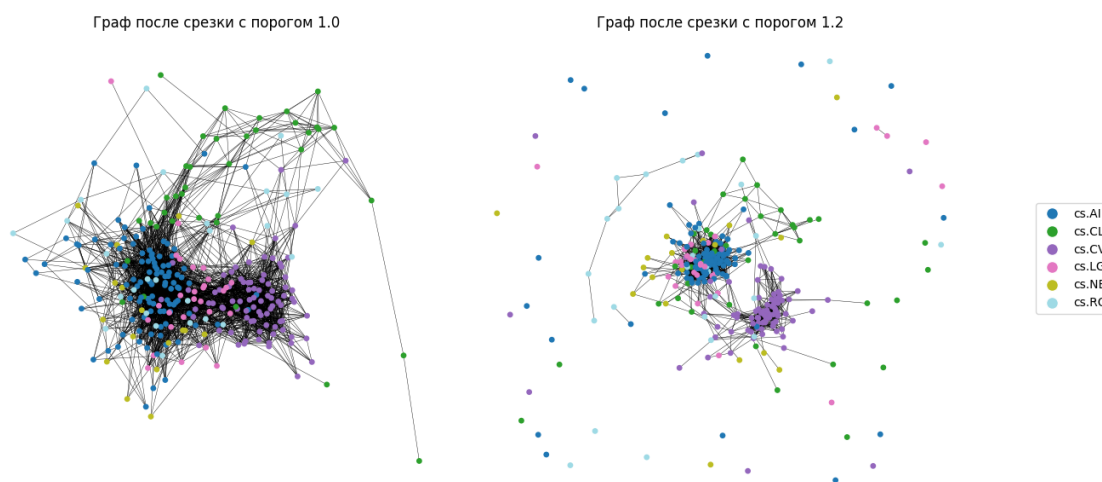 Граф после срезки с порогом 1.0
Граф после срезки с порогом 1.2
cs.AI
cs.CL
cs.CV
cs.LG
cs.NE
cs.RO